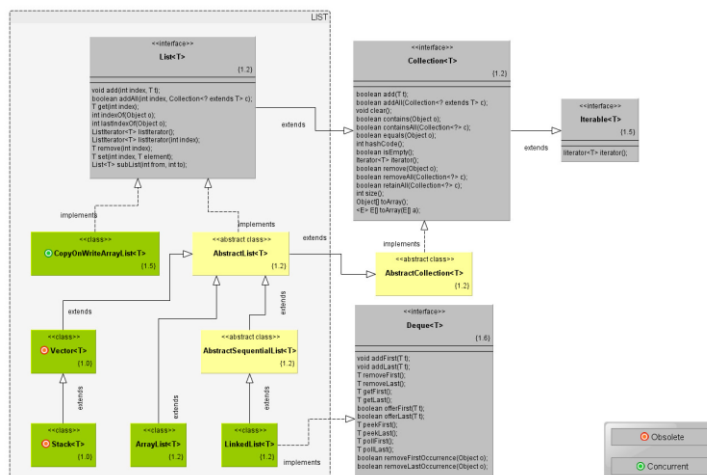 LIST
<<interface>>
List<T>
{1.2}
void add(int index, T t);
boolean addAll(int index, Collection<? extends T> c);
T get(int index);
int indexOf(Object o);
int lastIndexOf(Object o);
ListIterator<T> listIterator();
ListIterator<T> listIterator(int index);
T remove(int index);
T set(int index, T element);
List<T> subList(int from, int to);
extends
<<interface>>
Collection<T>
{1.2}
boolean add(T t);
boolean addAll(Collection<? extends T> c);
void clear();
boolean contains(Object o);
boolean containsAll(Collection<?> c);
boolean equals(Object o);
int hashCode();
boolean isEmpty();
Iterator<T> iterator();
boolean remove(Object o);
boolean removeAll(Collection<?> c);
boolean retainAll(Collection<?> c);
int size();
Object[] toArray();
<E> E[] toArray(E[] a);
extends
<<interface>>
Iterable<T>
{1.5}
Iterator<T> iterator();
implements
implements
implements
<<class>>
CopyOnWriteArrayList<T>
{1.5}
<<abstract class>>
AbstractList<T>
{1.2}
extends
<<abstract class>>
AbstractCollection<T>
{1.2}
extends
extends
<<class>>
Vector<T>
{1.0}
<<abstract class>>
AbstractSequentialList<T>
{1.2}
<<interface>>
Deque<T>
{1.6}
void addFirst(T t);
void addLast(T t);
T removeFirst();
T removeLast();
T getFirst();
T getLast();
boolean offerFirst(T t);
boolean offerLast(T t);
T peekFirst();
T peekLast();
T pollFirst();
T pollLast();
boolean removeFirstOccurrence(Object o);
boolean removeLastOccurrence(Object o);
extends
extends
extends
<<class>>
Stack<T>
{1.0}
<<class>>
ArrayList<T>
{1.2}
<<class>>
LinkedList<T>
{1.2}
implements
Obsolete
Concurrent